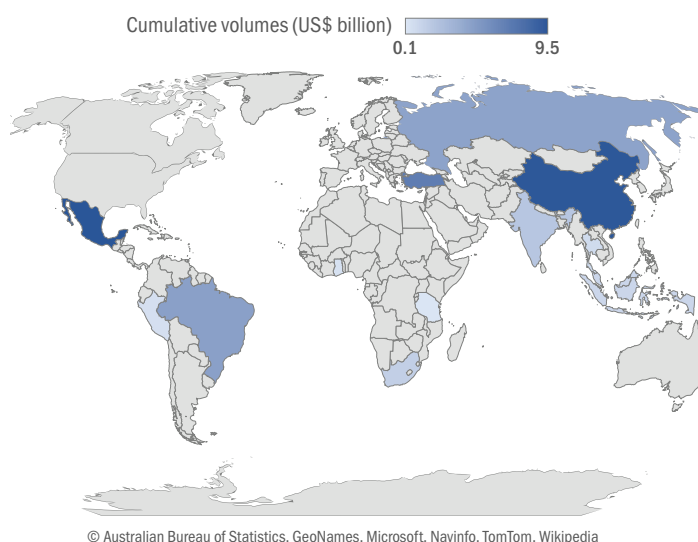 Cumulative volumes (US$ billion)
0.1 9.5
© Australian Bureau of Statistics, GeoNames, Microsoft, Navinfo, TomTom, Wikipedia